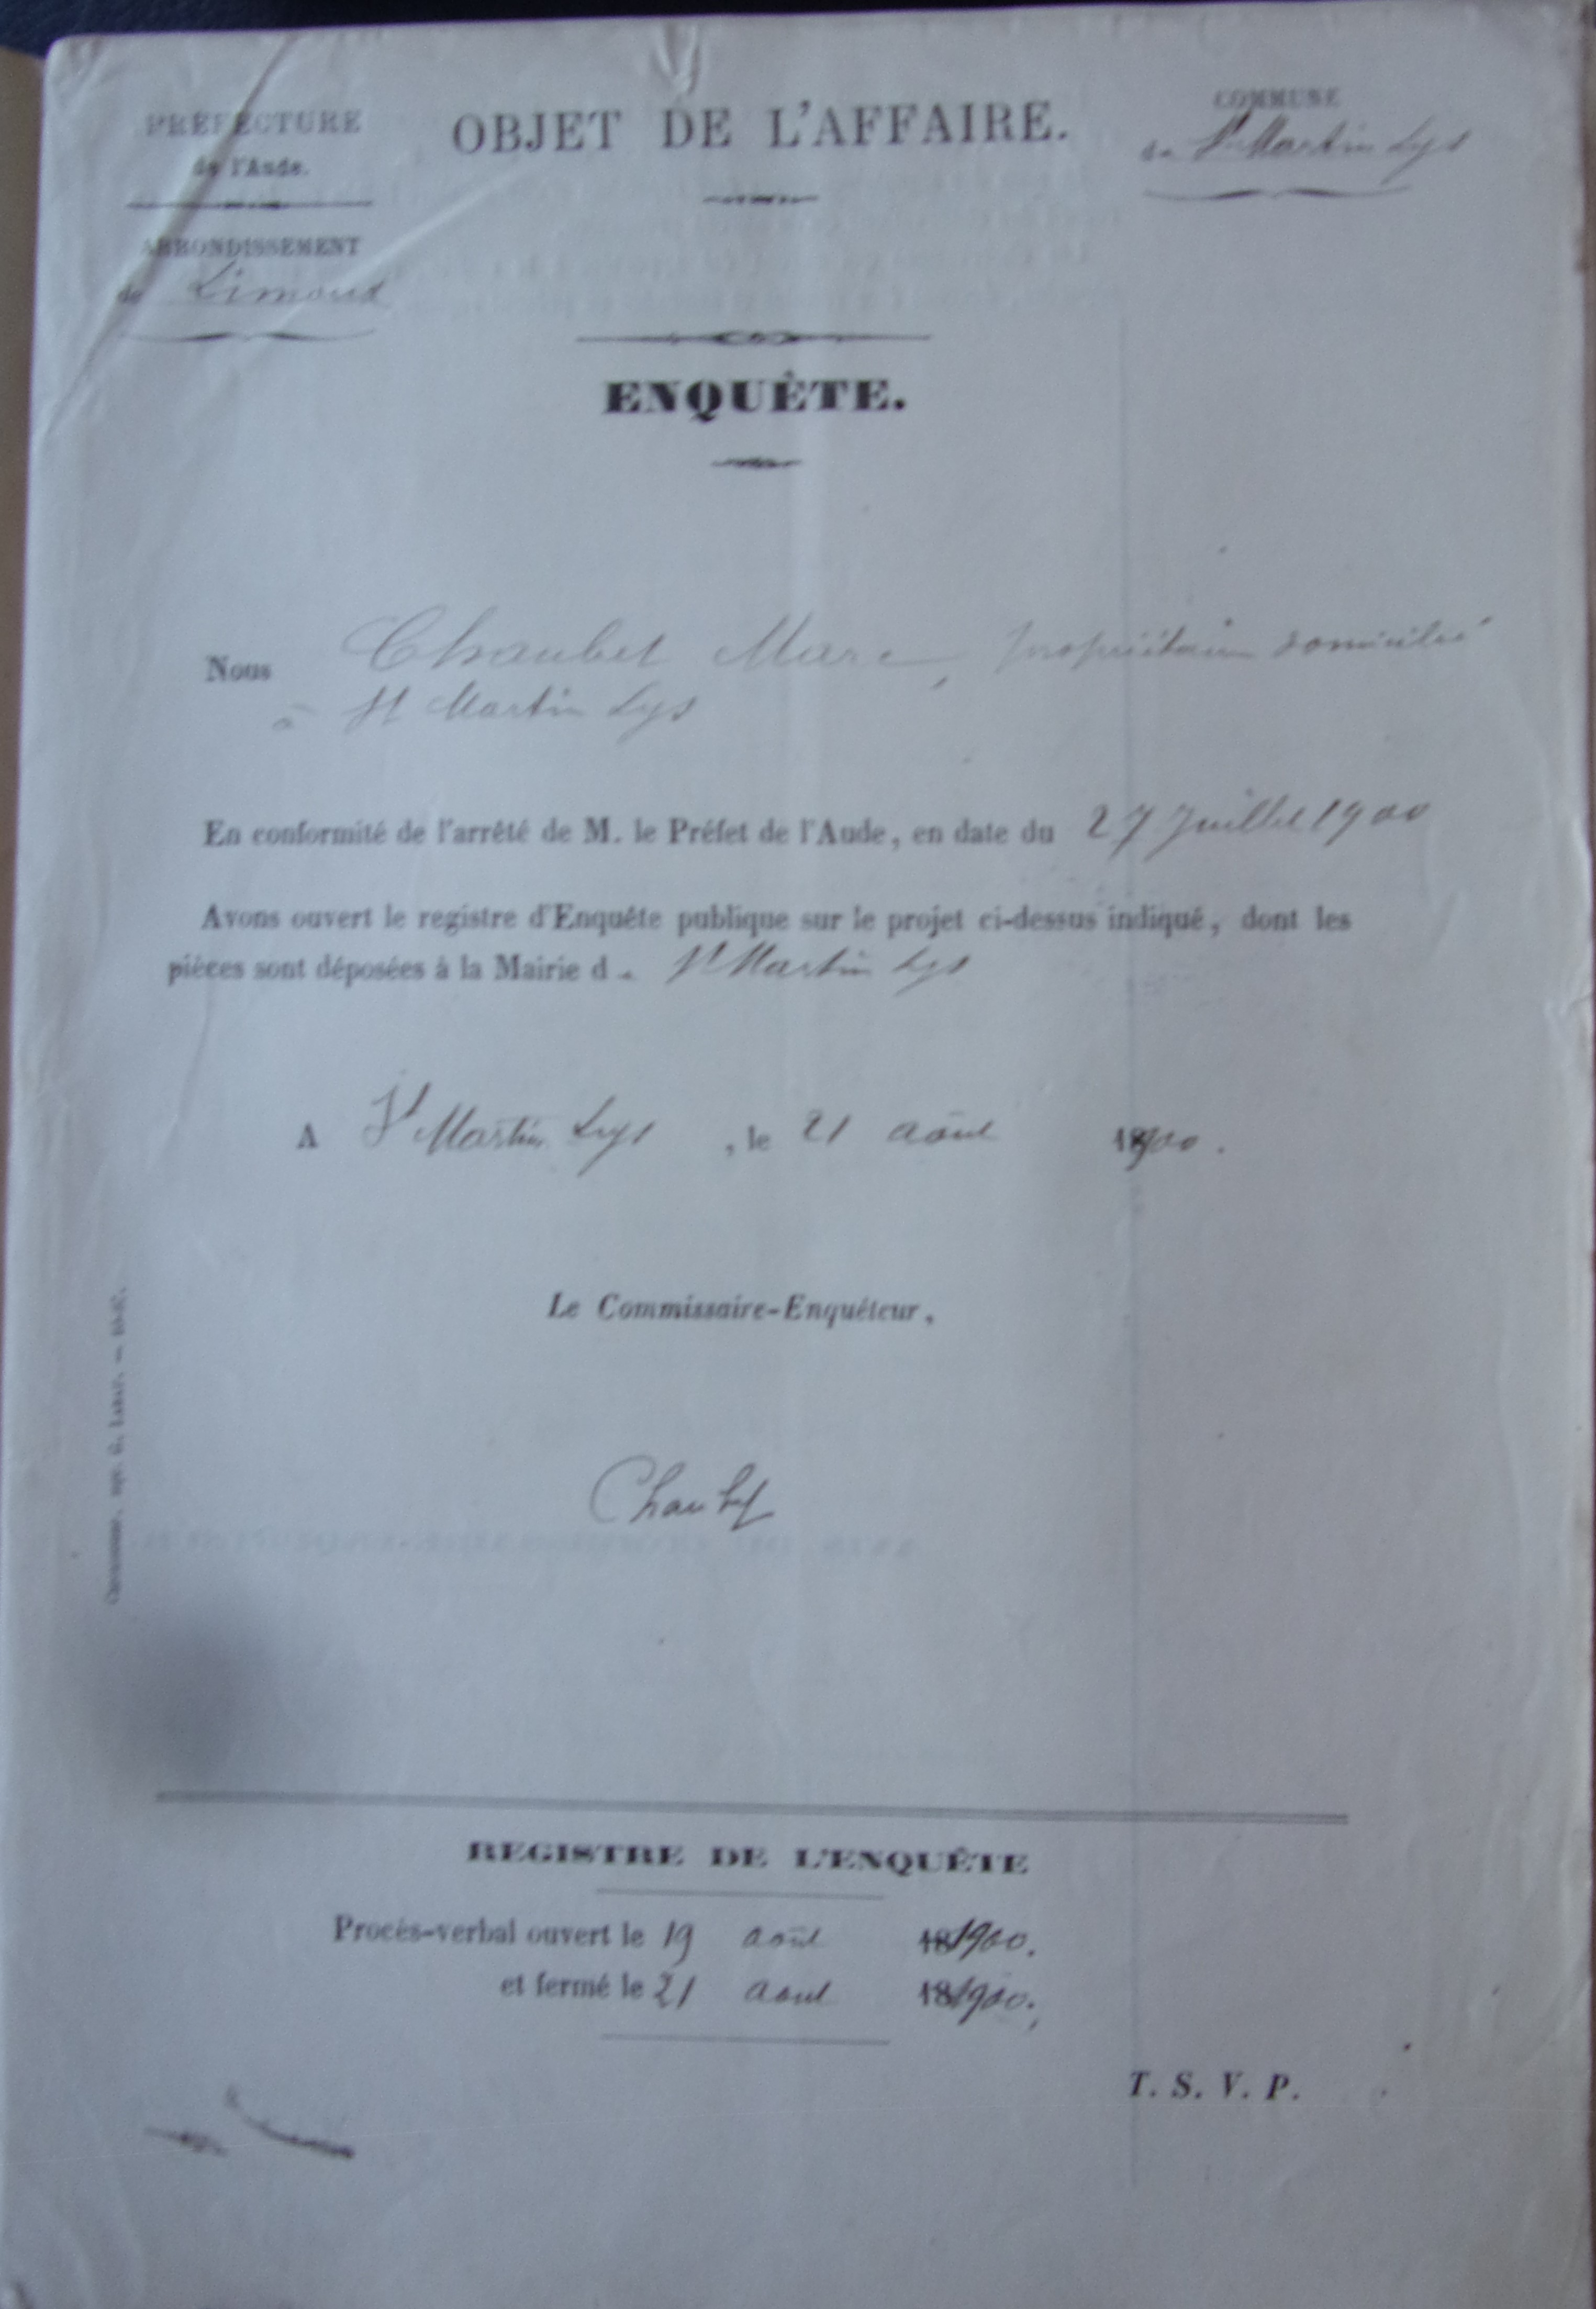 PRÉFECTURE
de l'Aude.
ARRONDISSEMENT
de Limoux
OBJET DE L'AFFAIRE.
COMMUNE
de St Martin Lys
ENQUÊTE.
Nous Chaubet Marc, propriétaire domicilié
à St Martin Lys
En conformité de l'arrêté de M. le Préfet de l'Aude, en date du 27 Juillet 1900
Avons ouvert le registre d'Enquête publique sur le projet ci-dessus indiqué, dont les
pièces sont déposées à la Mairie de St Martin Lys
A St Martin Lys, le 21 août 1900.
Le Commissaire-Enquêteur,
Chaubet
REGISTRE DE L'ENQUÊTE
Procès-verbal ouvert le 19 août 18 1900.
et fermé le 21 aout 18 1900.
T. S. V. P.